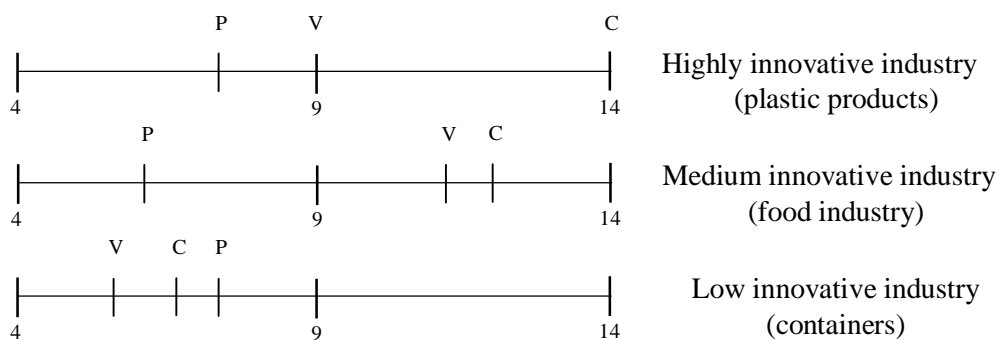 P V C
4 9 14
Highly innovative industry
(plastic products)
P V C
4 9 14
Medium innovative industry
(food industry)
V C P
4 9 14
Low innovative industry
(containers)